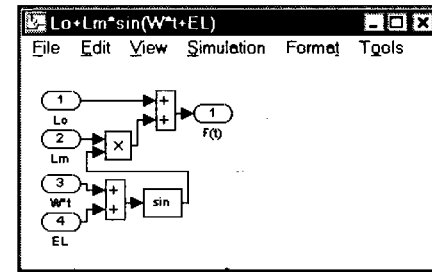 Lo+Lm*sin(W*t+EL)
File Edit View Simulation Format Tools
1
Lo
2
Lm
3
W*t
4
EL
+
+
×
+
+
sin
1
F(t)